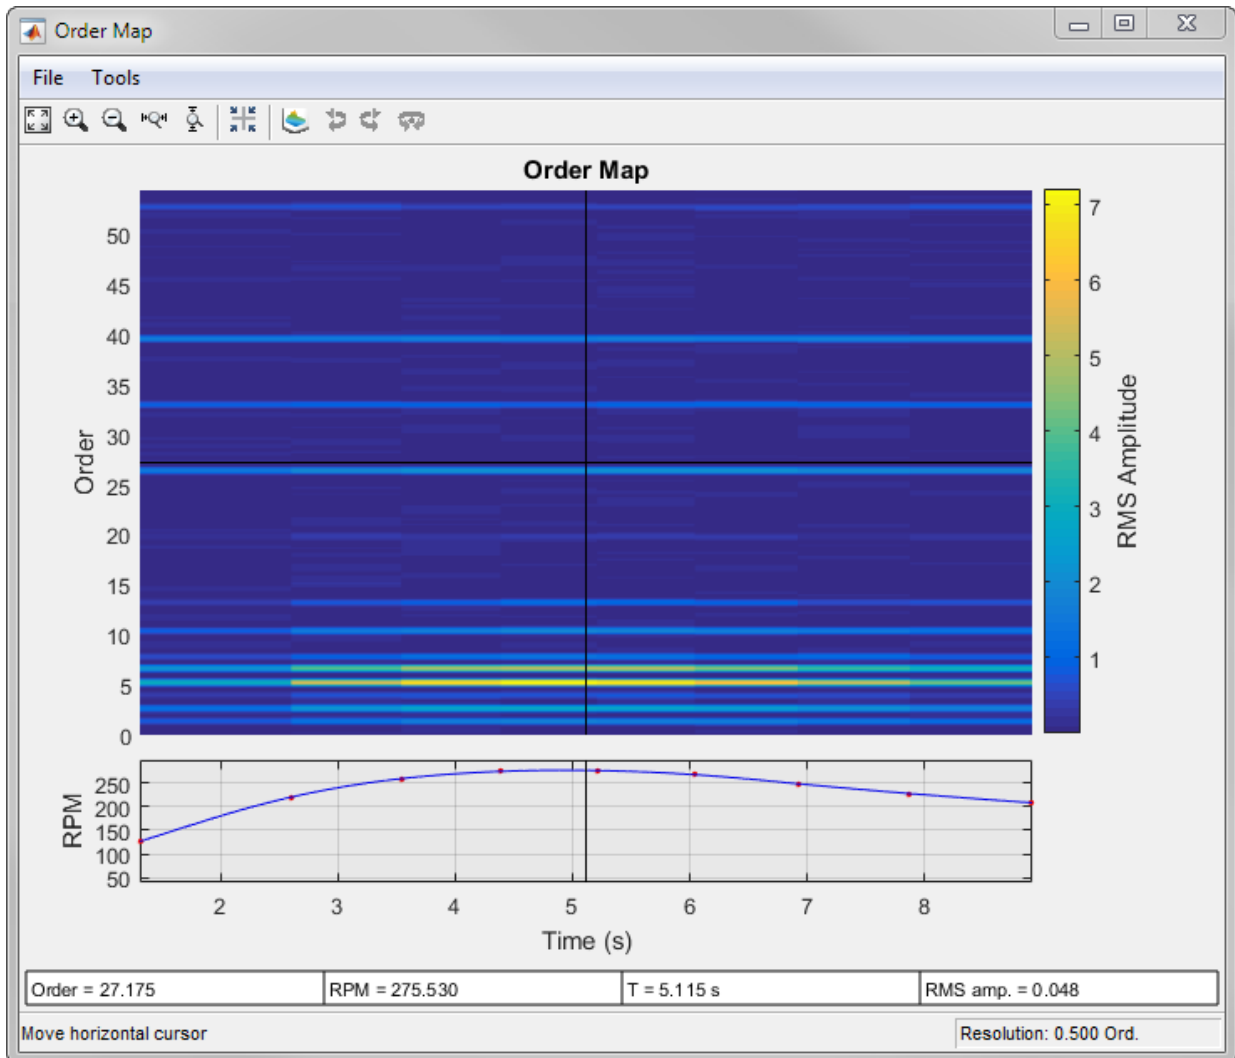 Order Map
File Tools
Order Map
50
45
40
35
30
25
20
15
10
5
0
Order
7
6
5
4
3
2
1
RMS Amplitude
250
200
150
100
50
RPM
2 3 4 5 6 7 8
Time (s)
Order = 27.175 RPM = 275.530 T = 5.115 s RMS amp. = 0.048
Move horizontal cursor Resolution: 0.500 Ord.